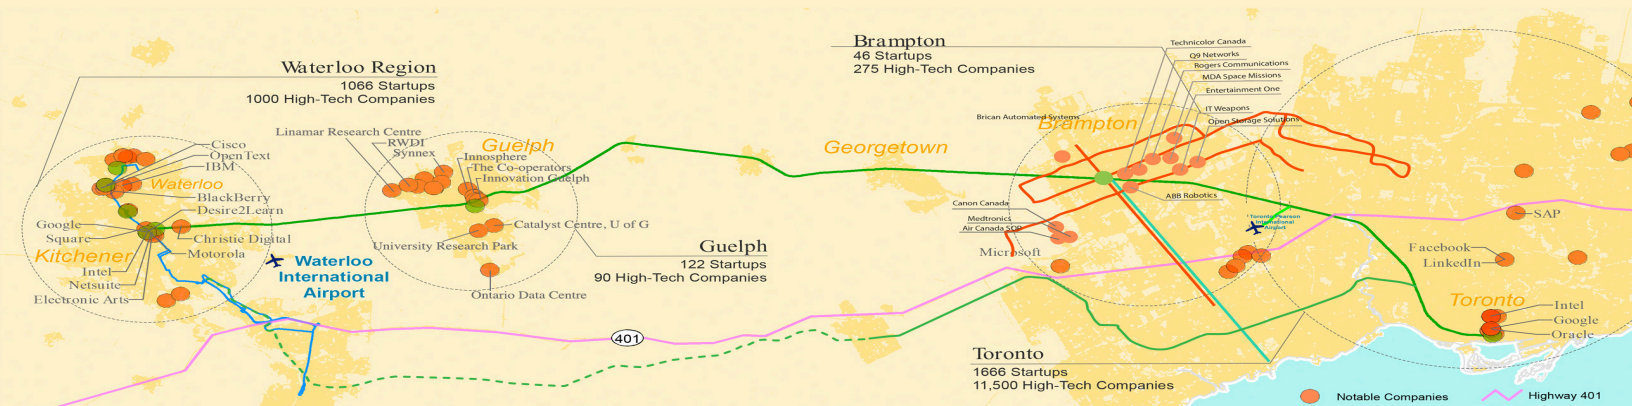 Waterloo Region
1066 Startups
1000 High-Tech Companies
Cisco
OpenText
IBM
Waterloo
BlackBerry
Desire2Learn
Google
Square
Christie Digital
Kitchener
Motorola
Intel
Netsuite
Electronic Arts
Waterloo
International
Airport
Linamar Research Centre
RWDI
Synnex
Guelph
Innosphere
The Co-operators
Innovation Guelph
Catalyst Centre, U of G
University Research Park
Ontario Data Centre
Guelph
122 Startups
90 High-Tech Companies
401
Georgetown
Brampton
46 Startups
275 High-Tech Companies
Technicolor Canada
Q9 Networks
Rogers Communications
MDA Space Missions
Entertainment One
IT Weapons
Open Storage Solutions
Brican Automated Systems
Brampton
ABB Robotics
Canon Canada
Medtronics
Air Canada SOP
Microsoft
Toronto Pearson
International
Airport
Toronto
1666 Startups
11,500 High-Tech Companies
SAP
Facebook
LinkedIn
Toronto
Intel
Google
Oracle
Notable Companies
Highway 401